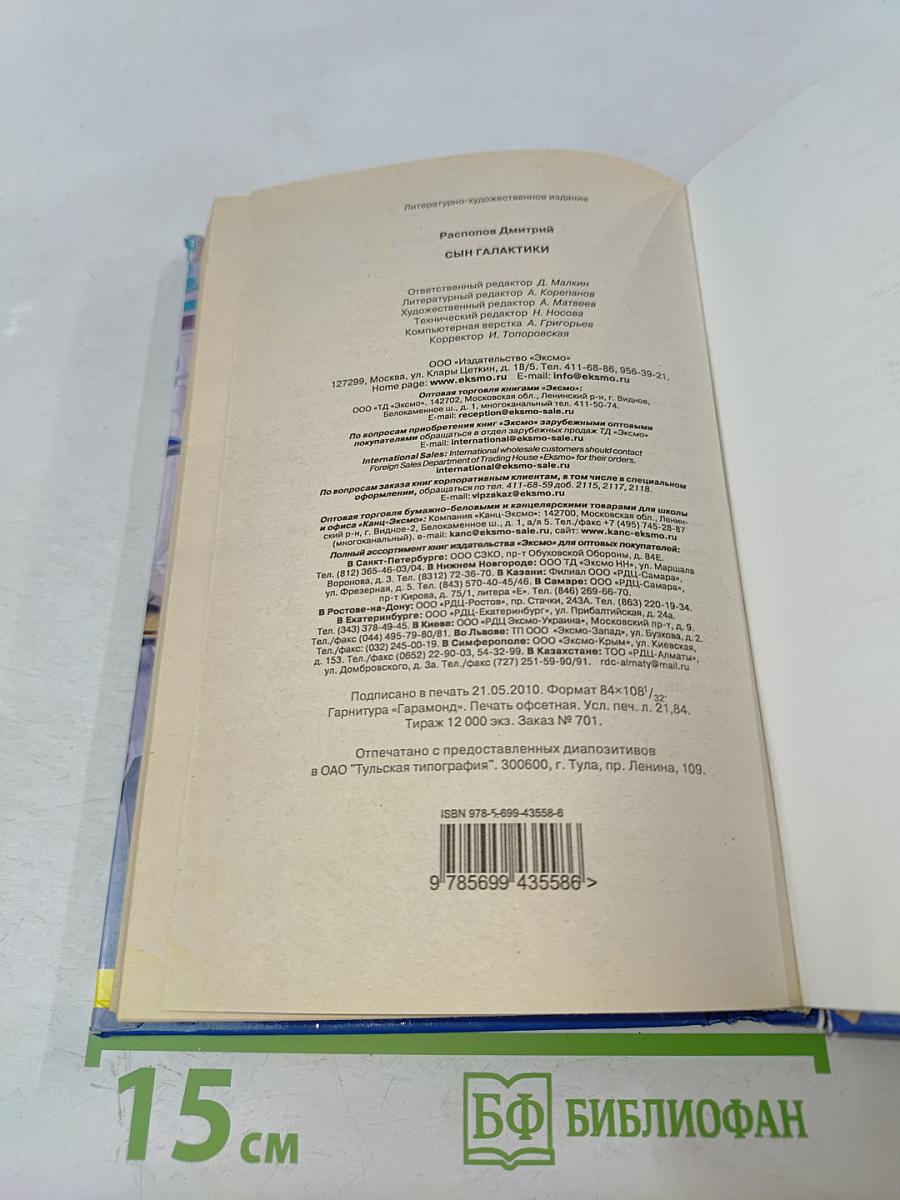 Литературно-художественное издание
Распопов Дмитрий
СЫН ГАЛАКТИКИ
Ответственный редактор Д. Малкин
Литературный редактор А. Корепанов
Художественный редактор А. Матвеев
Технический редактор Н. Носова
Компьютерная верстка А. Григорьев
Корректор И. Топоровская
ООО «Издательство «Эксмо»
127299, Москва, ул. Клары Цеткин, д. 18/5. Тел. 411-68-86, 956-39-21.
Home page: www.eksmo.ru E-mail: info@eksmo.ru
Оптовая торговля книгами «Эксмо»:
ООО «ТД «Эксмо». 142702, Московская обл., Ленинский р-н, г. Видное,
Белокаменное ш., д. 1, многоканальный тел. 411-50-74.
E-mail: reception@eksmo-sale.ru
По вопросам приобретения книг «Эксмо» зарубежными оптовыми
покупателями обращаться в отдел зарубежных продаж ТД «Эксмо»
E-mail: international@eksmo-sale.ru
International Sales: International wholesale customers should contact
Foreign Sales Department of Trading House «Eksmo» for their orders.
international@eksmo-sale.ru
По вопросам заказа книг корпоративным клиентам, в том числе в специальном
оформлении, обращаться по тел. 411-68-59 доб. 2115, 2117, 2118.
E-mail: vipzakaz@eksmo.ru
Оптовая торговля бумажно-беловыми и канцелярскими товарами для школы
и офиса «Канц-Эксмо»: Компания «Канц-Эксмо»: 142700, Московская обл., Ленин-
ский р-н, г. Видное-2, Белокаменное ш., д. 1, а/я 5. Тел./факс +7 (495) 745-28-87
(многоканальный). e-mail: kanc@eksmo-sale.ru, сайт: www.kanc-eksmo.ru
Полный ассортимент книг издательства «Эксмо» для оптовых покупателей:
В Санкт-Петербурге: ООО СЗКО, пр-т Обуховской Обороны, д. 84Е.
Тел. (812) 365-46-03/04. В Нижнем Новгороде: ООО ТД «Эксмо НН», ул. Маршала
Воронова, д. 3. Тел. (8312) 72-36-70. В Казани: Филиал ООО «РДЦ-Самара»,
ул. Фрезерная, д. 5. Тел. (843) 570-40-45/46. В Самаре: ООО «РДЦ-Самара»,
пр-т Кирова, д. 75/1, литера «Е». Тел. (846) 269-66-70.
В Ростове-на-Дону: ООО «РДЦ-Ростов», пр. Стачки, 243А. Тел. (863) 220-19-34.
В Екатеринбурге: ООО «РДЦ-Екатеринбург», ул. Прибалтийская, д. 24а.
Тел. (343) 378-49-45. В Киеве: ООО «РДЦ Эксмо-Украина», Московский пр-т, д. 9.
Тел./факс (044) 495-79-80/81. Во Львове: ТП ООО «Эксмо-Запад», ул. Бузкова, д. 2.
Тел./факс: (032) 245-00-19. В Симферополе: ООО «Эксмо-Крым», ул. Киевская,
д. 153. Тел./факс (0652) 22-90-03, 54-32-99. В Казахстане: ТОО «РДЦ-Алматы»,
ул. Домбровского, д. 3а. Тел./факс (727) 251-59-90/91. rdc-almaty@mail.ru
Подписано в печать 21.05.2010. Формат 84×108 1/32.
Гарнитура «Гарамонд». Печать офсетная. Усл. печ. л. 21,84.
Тираж 12 000 экз. Заказ № 701.
Отпечатано с предоставленных диапозитивов
в ОАО "Тульская типография". 300600, г. Тула, пр. Ленина, 109.
ISBN 978-5-699-43558-6
9 785699 435586 >
15 см
БФ БИБЛИОФАН